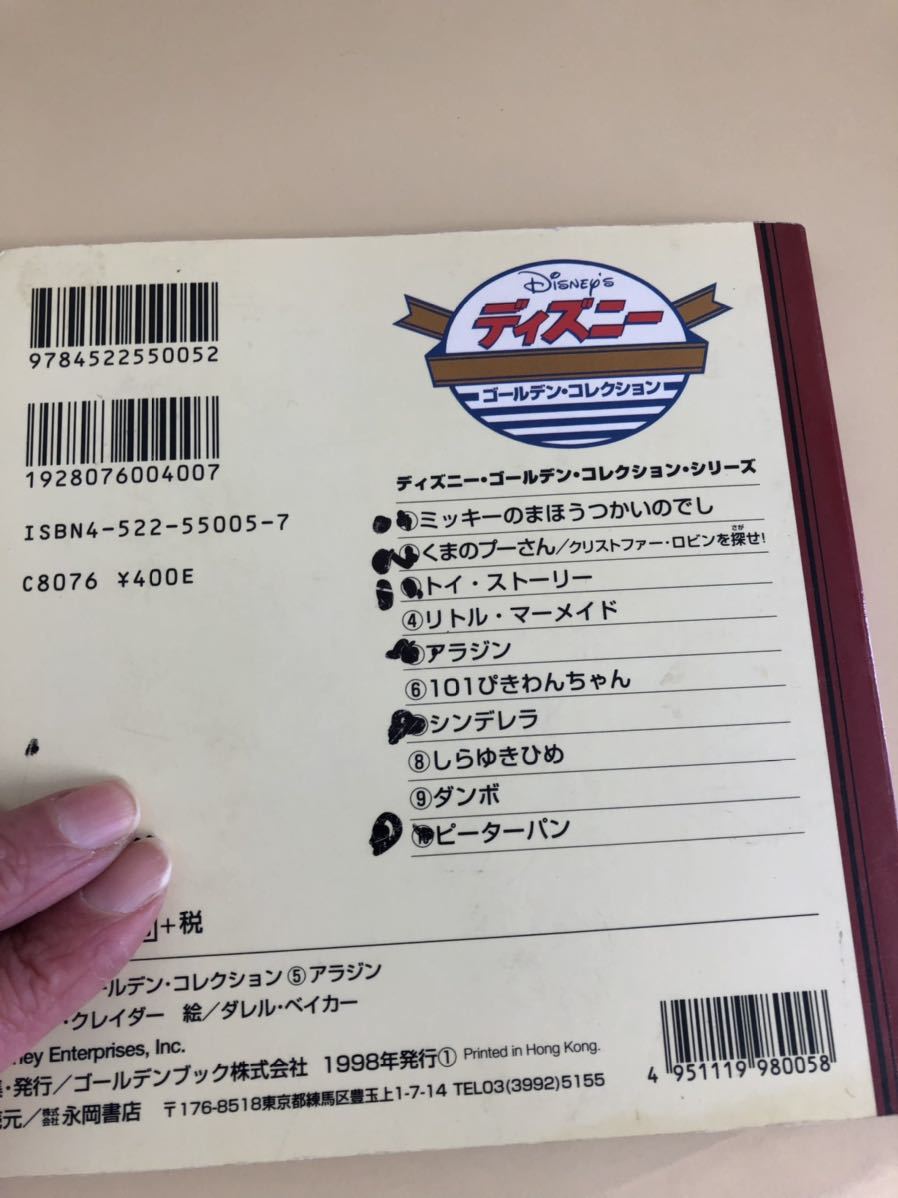 9784522550052
1928076004007
ISBN4-522-55005-7
C8076 ¥400E
DISNEY'S
ディズニー
ゴールデン・コレクション
ディズニー・ゴールデン・コレクション・シリーズ
ミッキーのまほうつかいのでし
くまのプーさん/クリストファー・ロビンを探せ!
さが
トイ・ストーリー
④リトル・マーメイド
アラジン
⑥101ぴきわんちゃん
シンデレラ
⑧しらゆきひめ
⑨ダンボ
⑩ピーターパン
+税
ールデン・コレクション⑤アラジン
・クレイダー 絵/ダレル・ベイカー
ney Enterprises, Inc.
・発行/ゴールデンブック株式会社 1998年発行① Printed in Hong Kong.
元/株式会社永岡書店 〒176-8518東京都練馬区豊玉上1-7-14 TEL03(3992)5155
4 951119 980058